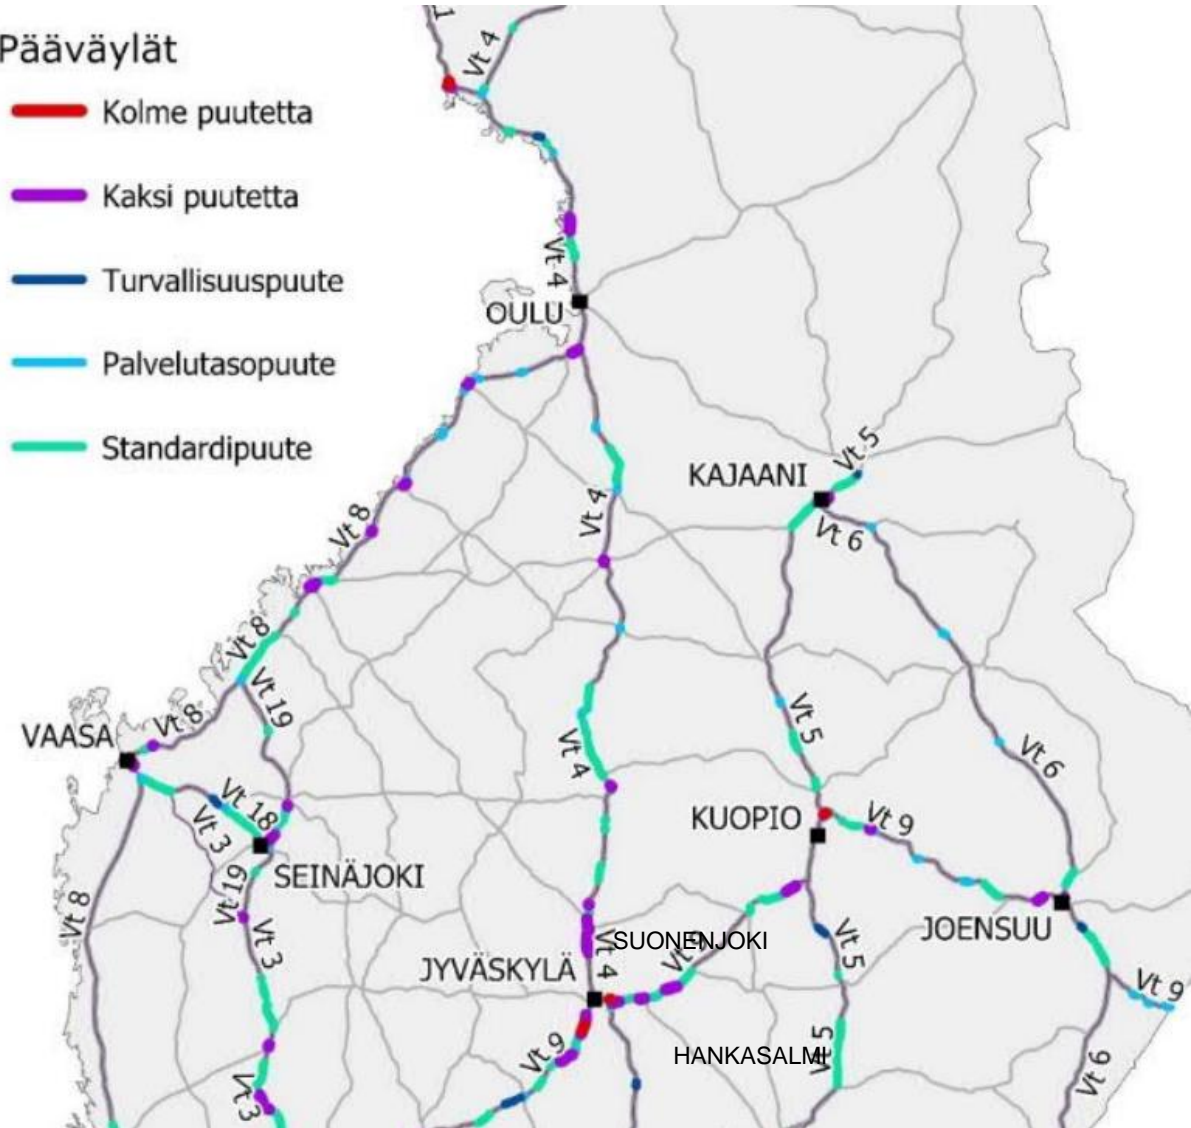 Pääväylät
Kolme puutetta
Kaksi puutetta
Turvallisuuspuute
Palvelutasopuute
Standardipuute
1
Vt 4
Vt 4
OULU
KAJAANI
Vt 5
Vt 4
Vt 6
Vt 8
Vt 8
Vt 19
Vt 8
VAASA
Vt 4
Vt 5
Vt 6
Vt 18
Vt 3
KUOPIO
Vt 9
SEINÄJOKI
Vt 19
Vt 8
Vt 3
JYVÄSKYLÄ
Vt 4
SUONENJOKI
Vt 9
Vt 5
JOENSUU
Vt 9
HANKASALMI
Vt 5
Vt 9
Vt 6
Vt 3